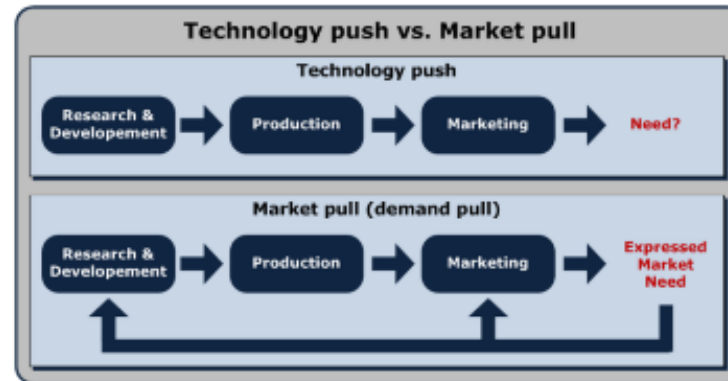 Technology push vs. Market pull
Technology push
Research &
Developement
Production
Marketing
Need?
Market pull (demand pull)
Research &
Developement
Production
Marketing
Expressed
Market
Need